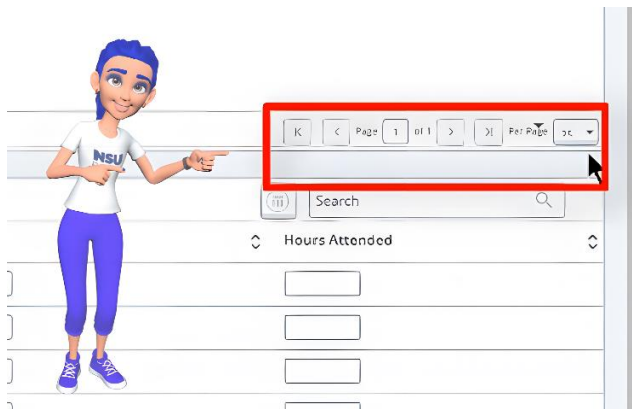 Page 1 of 1 Per Page
NSU
Search
Hours Attended